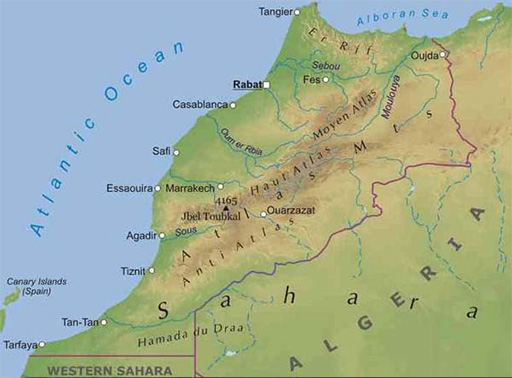 Tangier
Alboran Sea
Er Rif
Oujda
Sebou
Fes
Rabat
Moulouya
Atlantic Ocean
Casablanca
Moyen Atlas
Oum er Rbia
Safi
Haut Atlas
Atlas Mts
Essaouira
Marrakech
4165
Jbel Toubkal
Ouarzazat
Agadir
Sous
Anti Atlas
Tiznit
Canary Islands
(Spain)
Sahara
ALGERIA
Tan-Tan
Hamada du Draa
Tarfaya
WESTERN SAHARA